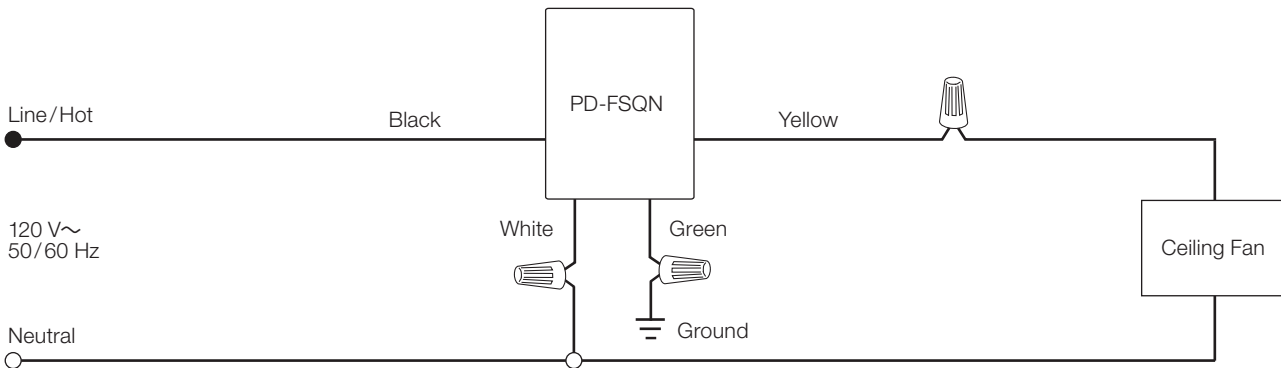 Line/Hot
Black
PD-FSQN
Yellow
120 V~
50/60 Hz
White
Green
Ceiling Fan
Neutral
Ground